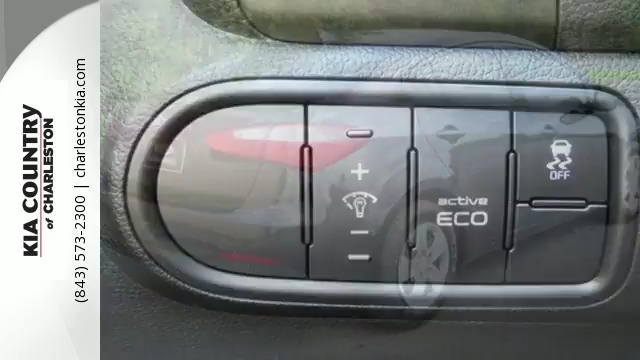 KIA COUNTRY
of CHARLESTON
(843) 573-2300 | charlestonkia.com
+
−
active
ECO
OFF